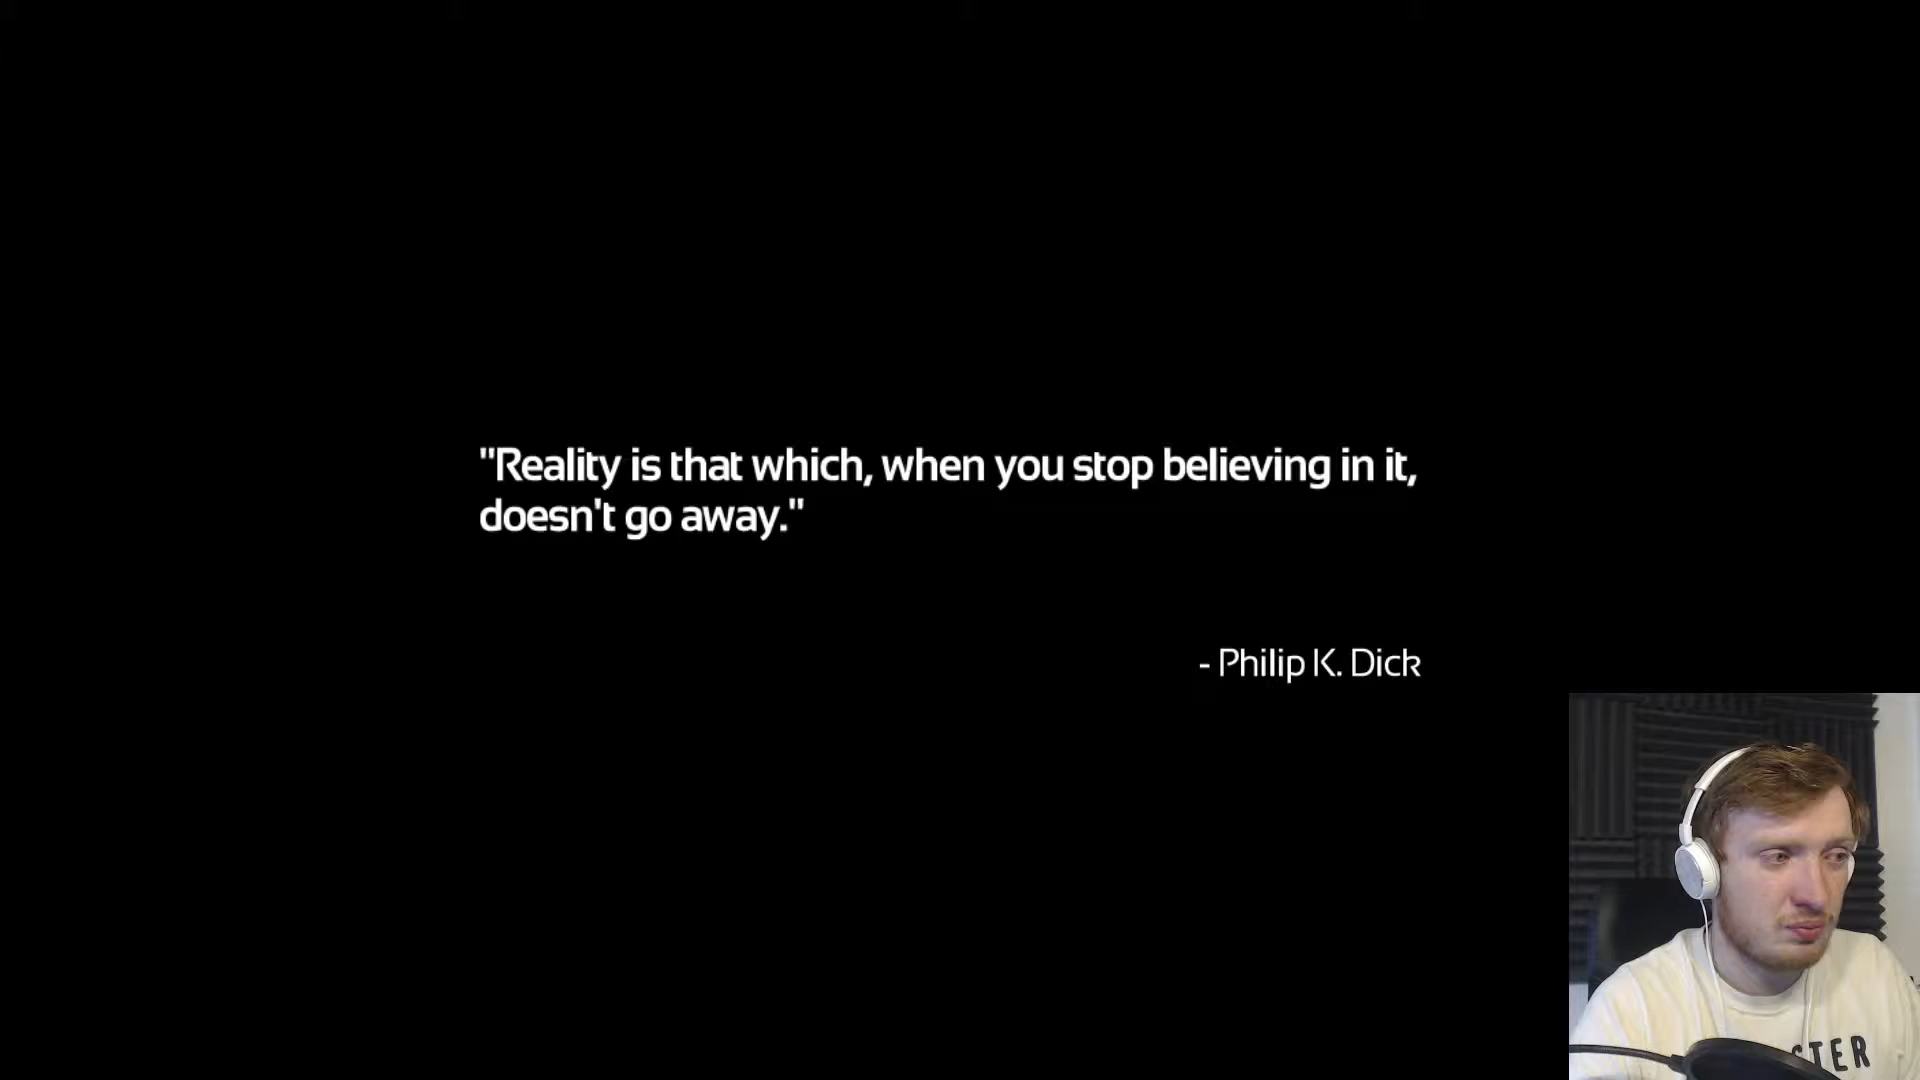 "Reality is that which, when you stop believing in it,
doesn't go away."
- Philip K. Dick